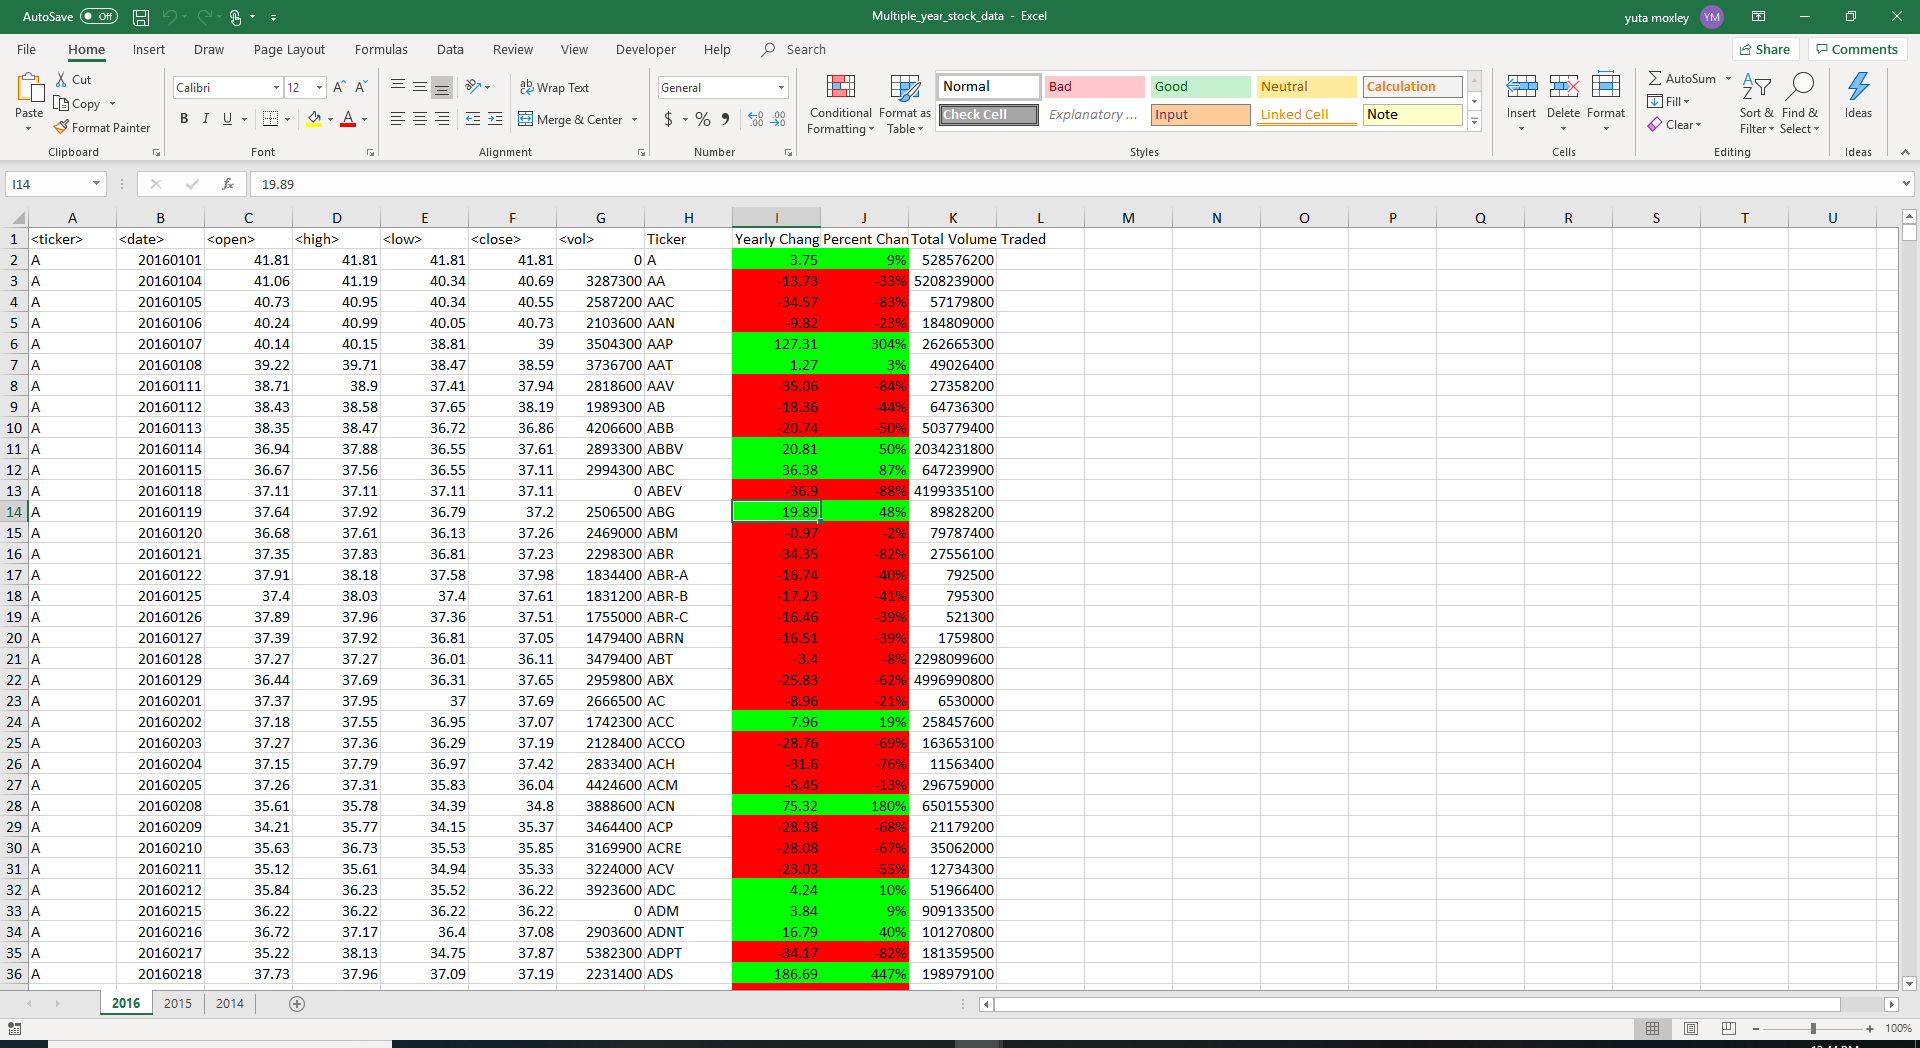 AutoSave Off
Multiple_year_stock_data - Excel
yuta moxley YM
File Home Insert Draw Page Layout Formulas Data Review View Developer Help Search Share Comments
Paste Cut Copy Format Painter Clipboard
Calibri 12 A A B I U A Font
Wrap Text Merge & Center Alignment
General $ % Number
Conditional Formatting Format as Table
Normal Bad Good Neutral Calculation
Check Cell Explanatory ... Input Linked Cell Note
Styles
Insert Delete Format Cells
AutoSum Fill Clear Sort & Filter Find & Select Editing
Ideas Ideas
I14 fx 19.89
A B C D E F G H I J K L M N O P Q R S T U
1 <ticker> <date> <open> <high> <low> <close> <vol> Ticker Yearly Chang Percent Chan Total Volume Traded
2 A 20160101 41.81 41.81 41.81 41.81 0 A 3.75 9% 528576200
3 A 20160104 41.06 41.19 40.34 40.69 3287300 AA -13.73 -33% 5208239000
4 A 20160105 40.73 40.95 40.34 40.55 2587200 AAC -34.57 -83% 57179800
5 A 20160106 40.24 40.99 40.05 40.73 2103600 AAN -9.82 -23% 184809000
6 A 20160107 40.14 40.15 38.81 39 3504300 AAP 127.31 304% 262665300
7 A 20160108 39.22 39.71 38.47 38.59 3736700 AAT 1.27 3% 49026400
8 A 20160111 38.71 38.9 37.41 37.94 2818600 AAV -35.06 -84% 27358200
9 A 20160112 38.43 38.58 37.65 38.19 1989300 AB -18.36 -44% 64736300
10 A 20160113 38.35 38.47 36.72 36.86 4206600 ABB -20.74 -50% 503779400
11 A 20160114 36.94 37.88 36.55 37.61 2893300 ABBV 20.81 50% 2034231800
12 A 20160115 36.67 37.56 36.55 37.11 2994300 ABC 36.38 87% 647239900
13 A 20160118 37.11 37.11 37.11 37.11 0 ABEV -36.9 -88% 4199335100
14 A 20160119 37.64 37.92 36.79 37.2 2506500 ABG 19.89 48% 89828200
15 A 20160120 36.68 37.61 36.13 37.26 2469000 ABM -0.97 -2% 79787400
16 A 20160121 37.35 37.83 36.81 37.23 2298300 ABR -34.35 -82% 27556100
17 A 20160122 37.91 38.18 37.58 37.98 1834400 ABR-A -16.74 -40% 792500
18 A 20160125 37.4 38.03 37.4 37.61 1831200 ABR-B -17.23 -41% 795300
19 A 20160126 37.89 37.96 37.36 37.51 1755000 ABR-C -16.46 -39% 521300
20 A 20160127 37.39 37.92 36.81 37.05 1479400 ABRN -16.51 -39% 1759800
21 A 20160128 37.27 37.27 36.01 36.11 3479400 ABT -3.4 -8% 2298099600
22 A 20160129 36.44 37.69 36.31 37.65 2959800 ABX -25.83 -62% 4996990800
23 A 20160201 37.37 37.95 37 37.69 2666500 AC -8.96 -21% 6530000
24 A 20160202 37.18 37.55 36.95 37.07 1742300 ACC 7.96 19% 258457600
25 A 20160203 37.27 37.36 36.29 37.19 2128400 ACCO -28.76 -69% 163653100
26 A 20160204 37.15 37.79 36.97 37.42 2833400 ACH -31.6 -76% 11563400
27 A 20160205 37.26 37.31 35.83 36.04 4424600 ACM -5.45 -13% 296759000
28 A 20160208 35.61 35.78 34.39 34.8 3888600 ACN 75.32 180% 650155300
29 A 20160209 34.21 35.77 34.15 35.37 3464400 ACP -28.38 -68% 21179200
30 A 20160210 35.63 36.73 35.53 35.85 3169900 ACRE -28.08 -67% 35062000
31 A 20160211 35.12 35.61 34.94 35.33 3224000 ACV -23.03 -55% 12734300
32 A 20160212 35.84 36.23 35.52 36.22 3923600 ADC 4.24 10% 51966400
33 A 20160215 36.22 36.22 36.22 36.22 0 ADM 3.84 9% 909133500
34 A 20160216 36.72 37.17 36.4 37.08 2903600 ADNT 16.79 40% 101270800
35 A 20160217 35.22 38.13 34.75 37.87 5382300 ADPT -34.17 -82% 181359500
36 A 20160218 37.73 37.96 37.09 37.19 2231400 ADS 186.69 447% 198979100
2016 2015 2014
100%